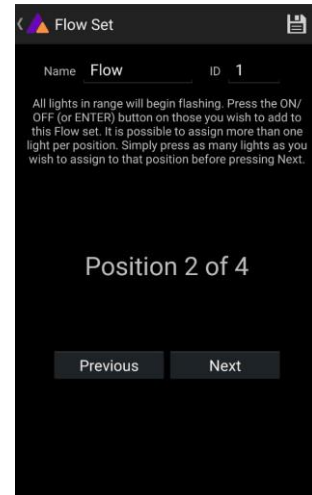 Flow Set
Name Flow ID 1
All lights in range will begin flashing. Press the ON/
OFF (or ENTER) button on those you wish to add to
this Flow set. It is possible to assign more than one
light per position. Simply press as many lights as you
wish to assign to that position before pressing Next.
Position 2 of 4
Previous Next